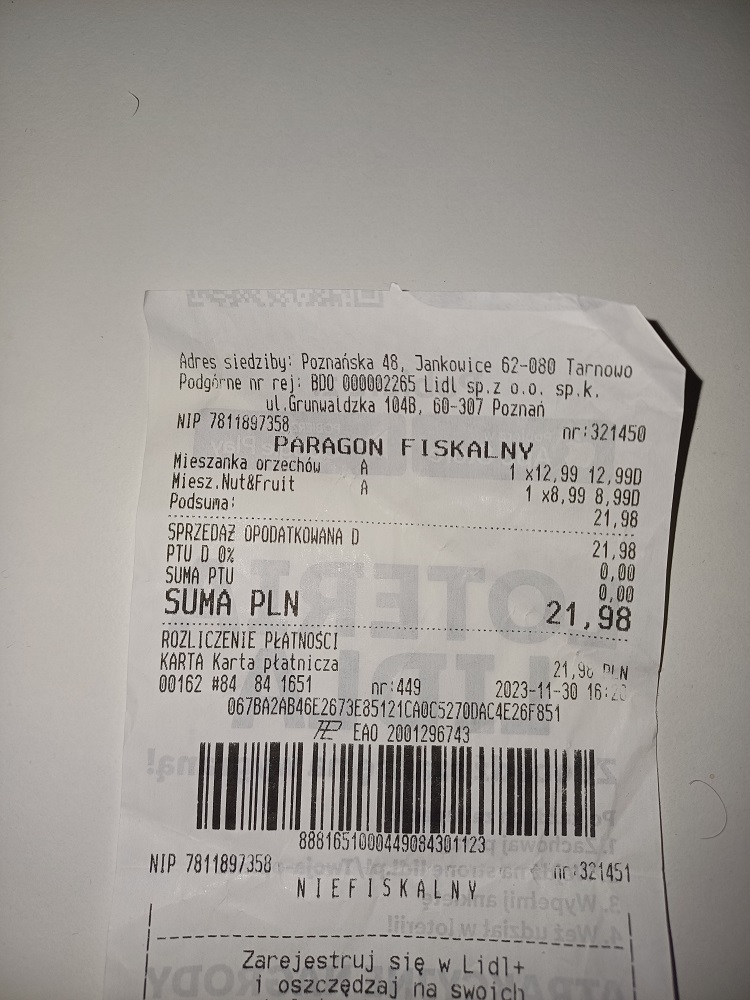 Adres siedziby: Poznańska 48, Jankowice 62-080 Tarnowo
Podgórne nr rej: BDO 000002265 Lidl sp.z o.o. sp.k.
ul.Grunwaldzka 104B, 60-307 Poznań
NIP 7811897358 nr:321450
PARAGON FISKALNY
Mieszanka orzechów A 1 x12,99 12,99D
Miesz.Nut&Fruit A 1 x8,99 8,99D
Podsuma: 21,98
SPRZEDAŻ OPODATKOWANA D 21,98
PTU D 0% 0,00
SUMA PTU 0,00
SUMA PLN 21,98
ROZLICZENIE PŁATNOŚCI
KARTA Karta płatnicza 21,98 PLN
00162 #84 84 1651 nr:449 2023-11-30
067BA2AB46E2673E85121CA0C5270DAC4E26F851
EAO 2001296743
8881651000449084301123
NIP 7811897358 nr:321451
NIEFISKALNY
Zarejestruj się w Lidl+
i oszczędzaj na swoich